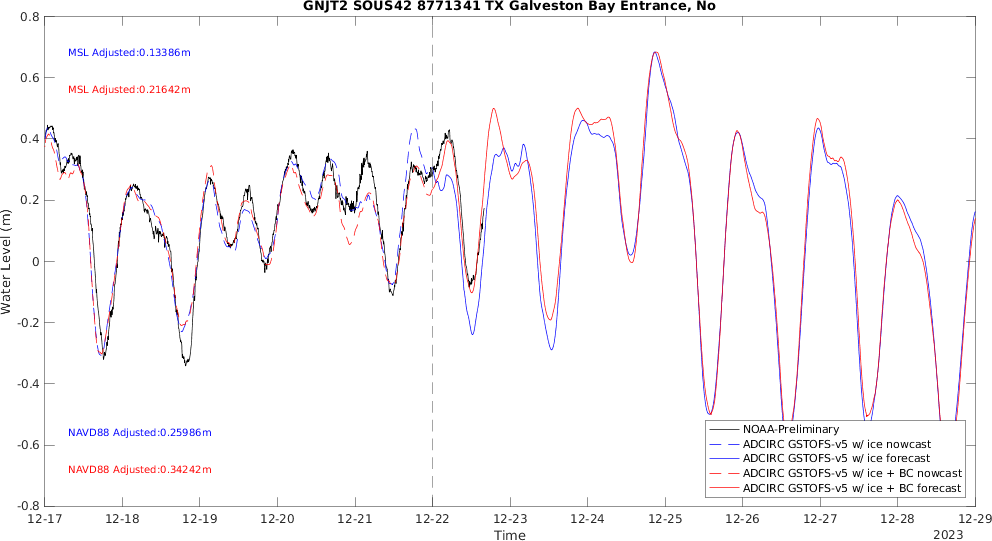 GNJT2 SOUS42 8771341 TX Galveston Bay Entrance, No
0.8
0.6
0.4
0.2
0
-0.2
-0.4
-0.6
-0.8
Water Level (m)
MSL Adjusted:0.13386m
MSL Adjusted:0.21642m
NAVD88 Adjusted:0.25986m
NAVD88 Adjusted:0.34242m
NOAA-Preliminary
ADCIRC GSTOFS-v5 w/ ice nowcast
ADCIRC GSTOFS-v5 w/ ice forecast
ADCIRC GSTOFS-v5 w/ ice + BC nowcast
ADCIRC GSTOFS-v5 w/ ice + BC forecast
12-17 12-18 12-19 12-20 12-21 12-22 12-23 12-24 12-25 12-26 12-27 12-28 12-29
Time
2023